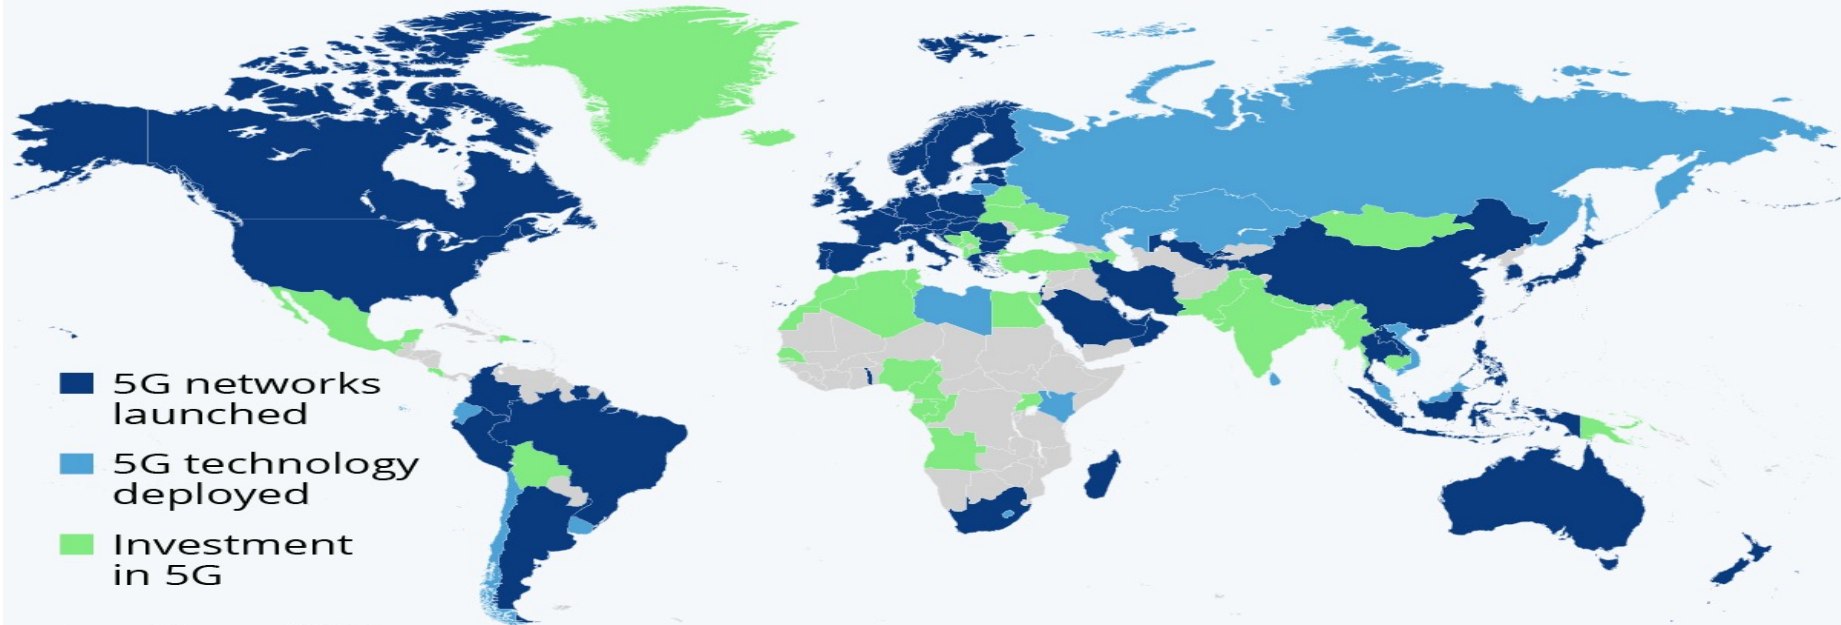 5G networks
launched
5G technology
deployed
Investment
in 5G